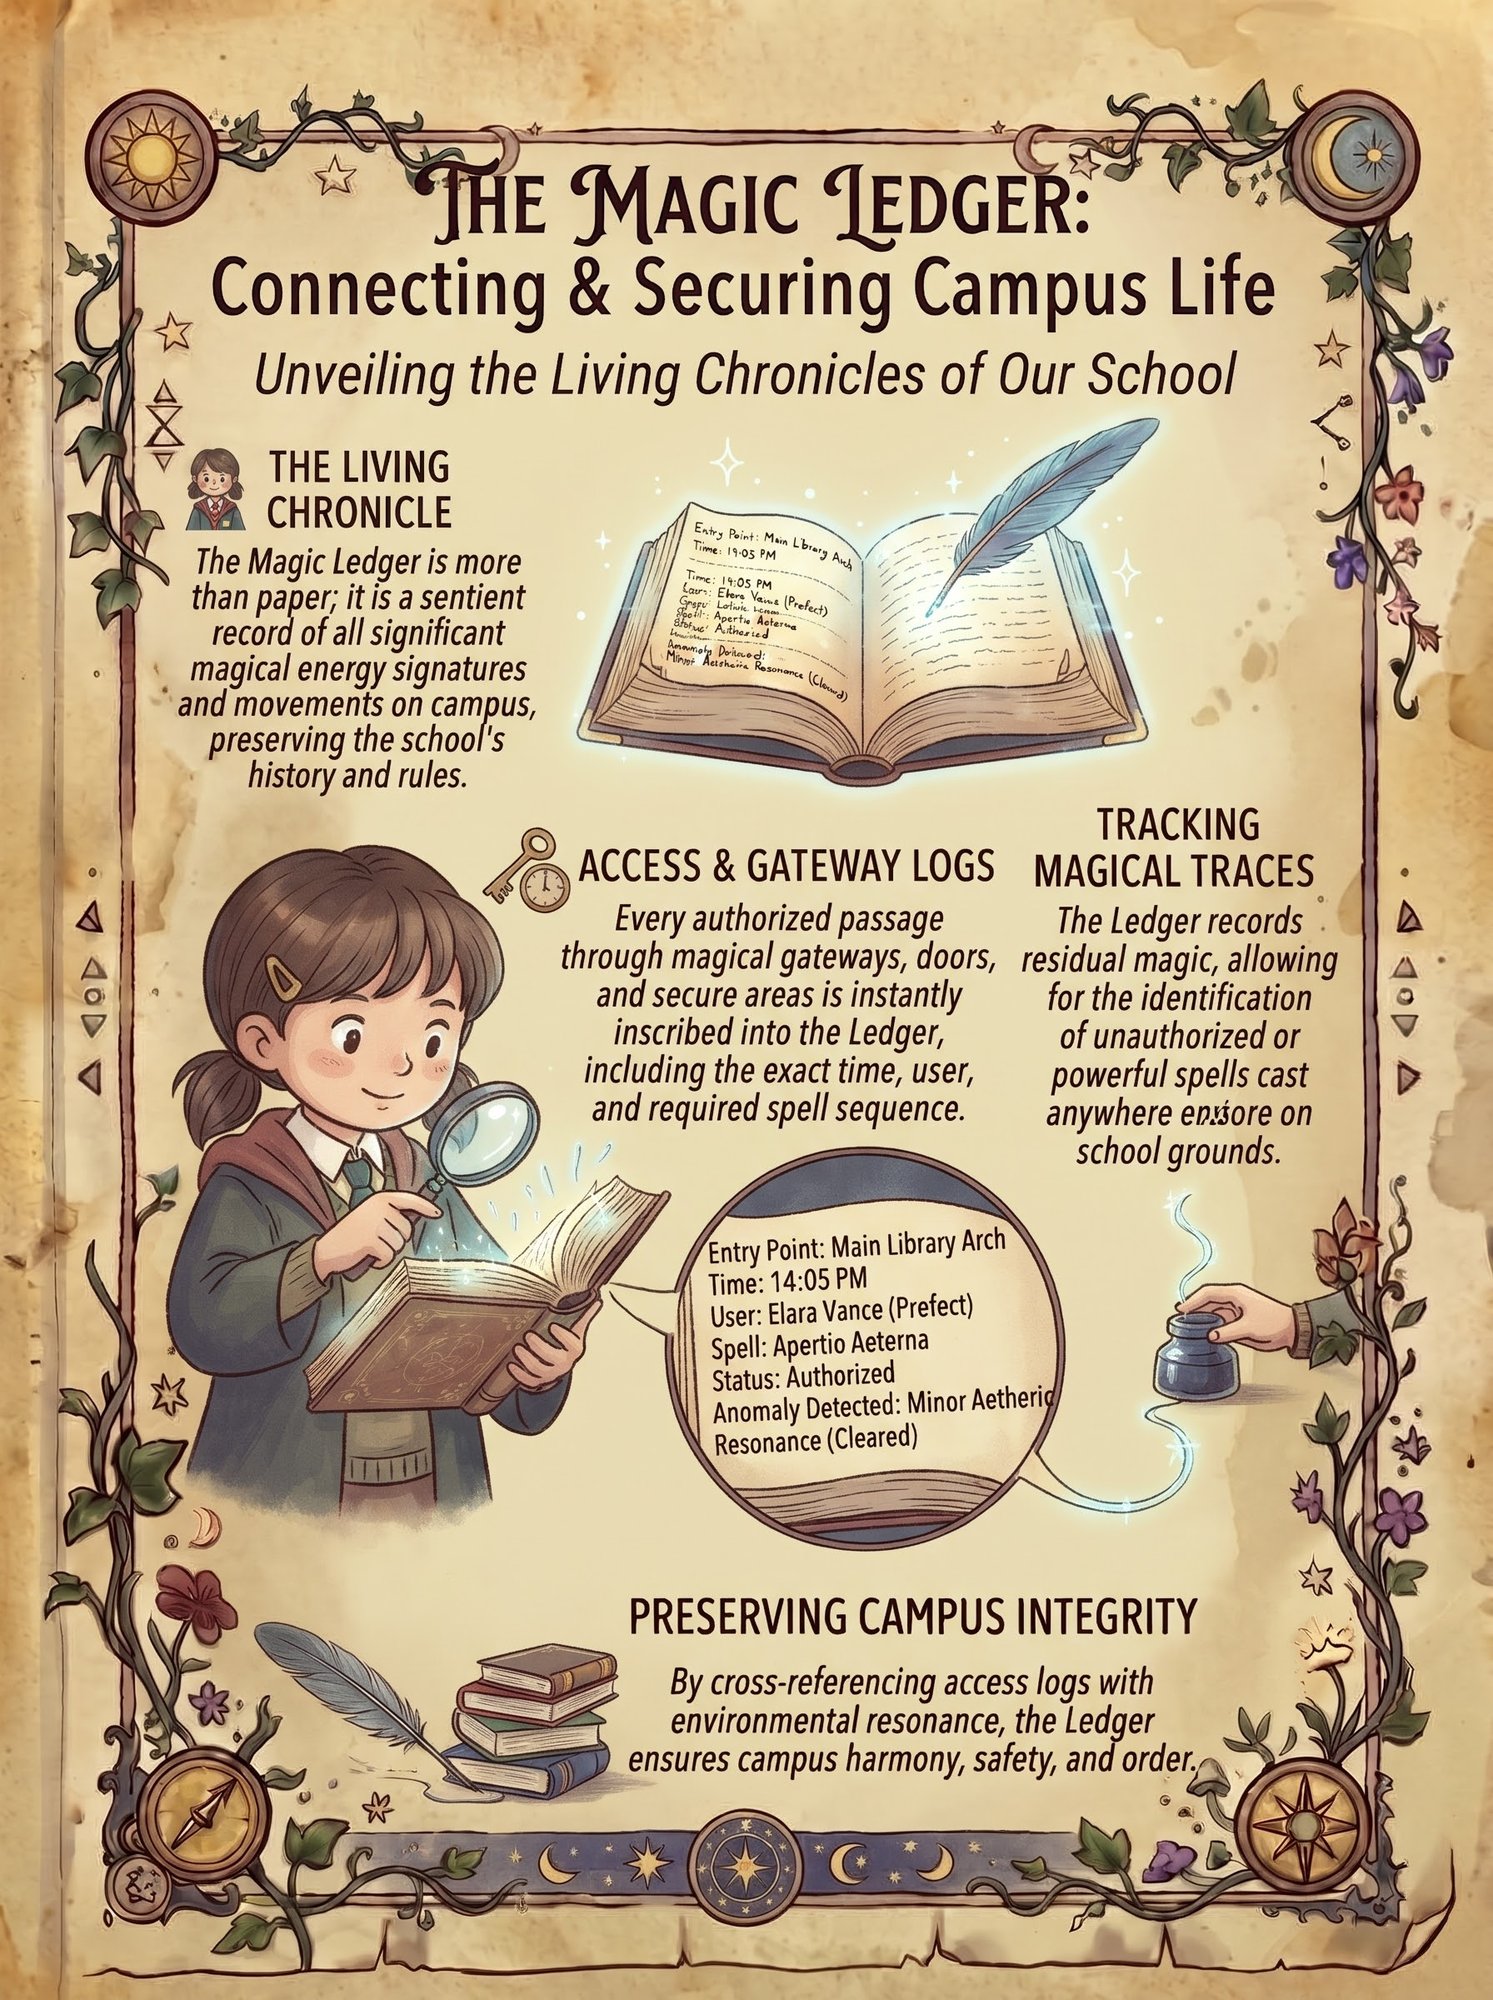 THE MAGIC LEDGER:
Connecting & Securing Campus Life
Unveiling the Living Chronicles of Our School
THE LIVING
CHRONICLE
The Magic Ledger is more
than paper; it is a sentient
record of all significant
magical energy signatures
and movements on campus,
preserving the school's
history and rules.
Entry Point: Main Library Arch
Time: 19-05 PM
Time: 14:05 PM
(Prefect)
Apertio Aeterna
Resonance
ACCESS & GATEWAY LOGS
Every authorized passage
through magical gateways, doors,
and secure areas is instantly
inscribed into the Ledger,
including the exact time, user,
and required spell sequence.
TRACKING
MAGICAL TRACES
The Ledger records
residual magic, allowing
for the identification
of unauthorized or
powerful spells cast
anywhere on
school grounds.
Entry Point: Main Library Arch
Time: 14:05 PM
User: Elara Vance (Prefect)
Spell: Apertio Aeterna
Status: Authorized
Anomaly Detected: Minor Aetheric
Resonance (Cleared)
PRESERVING CAMPUS INTEGRITY
By cross-referencing access logs with
environmental resonance, the Ledger
ensures campus harmony, safety, and order.